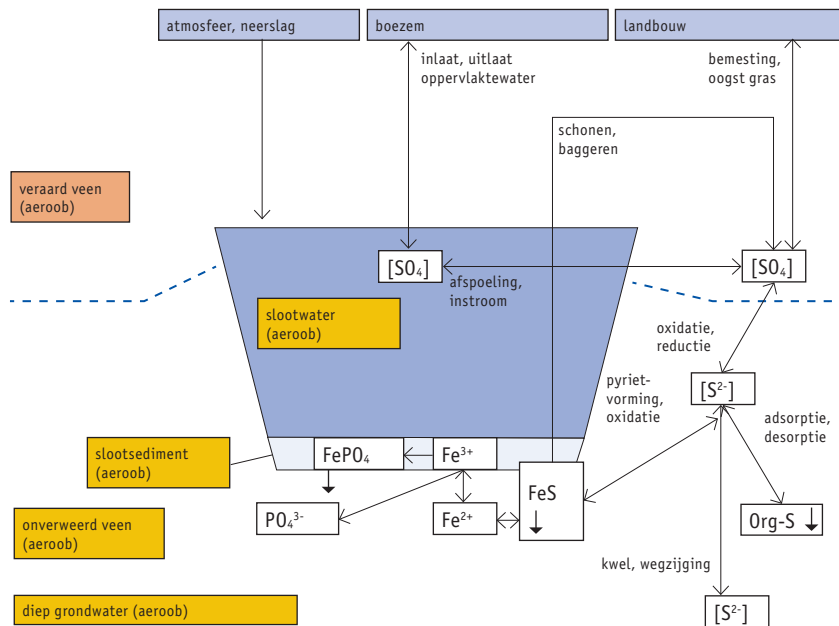 atmosfeer, neerslag
boezem
landbouw
inlaat, uitlaat
oppervlaktewater
bemesting,
oogst gras
schonen,
baggeren
veraard veen
(aeroob)
[SO₄]
[SO₄]
afspoeling,
instroom
slootwater
(aeroob)
oxidatie,
reductie
[S²⁻]
pyriet-
vorming,
oxidatie
adsorptie,
desorptie
slootsediment
(aeroob)
FePO₄
Fe³⁺
FeS
PO₄³⁻
Fe²⁺
Org-S
onverweerd veen
(aeroob)
kwel, wegzijging
diep grondwater (aeroob)
[S²⁻]